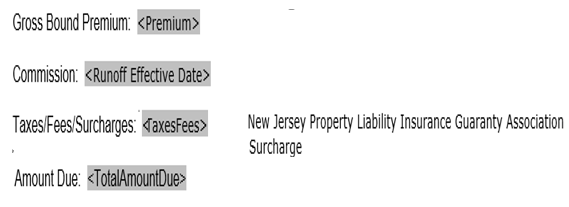 Gross Bound Premium: <Premium>
Commission: <Runoff Effective Date>
Taxes/Fees/Surcharges: <TaxesFees> New Jersey Property Liability Insurance Guaranty Association
Surcharge
Amount Due: <TotalAmountDue>